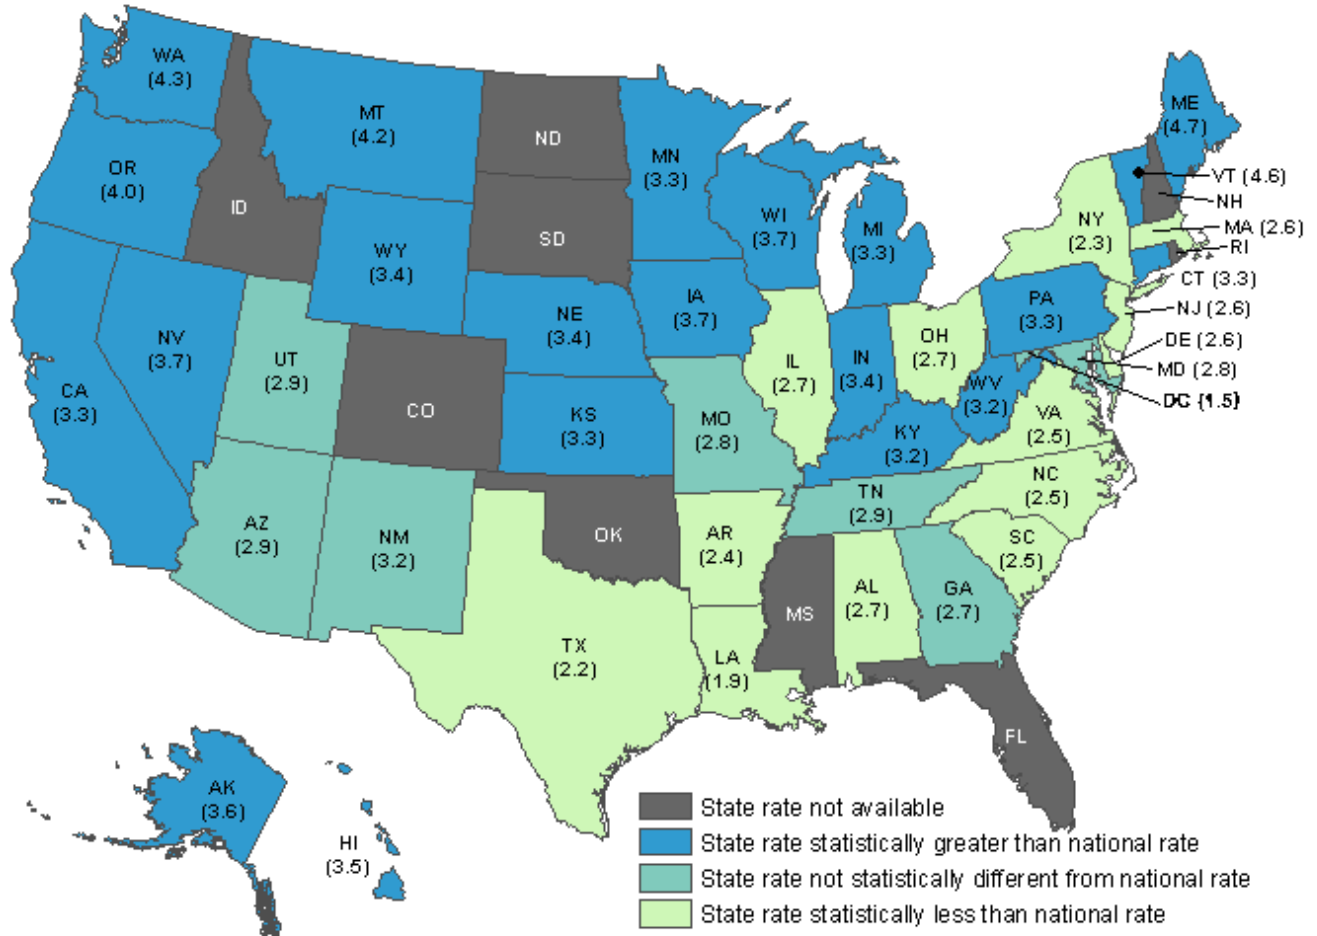 WA
(4.3)
MT
(4.2)
ND
MN
(3.3)
ME
(4.7)
OR
(4.0)
ID
SD
WI
(3.7)
MI
(3.3)
NY
(2.3)
VT (4.6)
NH
MA (2.6)
RI
CT (3.3)
NJ (2.6)
DE (2.6)
MD (2.8)
DC (1.5)
WY
(3.4)
IA
(3.7)
NE
(3.4)
PA
(3.3)
NV
(3.7)
UT
(2.9)
CA
(3.3)
CO
KS
(3.3)
MO
(2.8)
IL
(2.7)
IN
(3.4)
OH
(2.7)
WV
(3.2)
VA
(2.5)
KY
(3.2)
NC
(2.5)
TN
(2.9)
SC
(2.5)
AZ
(2.9)
NM
(3.2)
OK
AR
(2.4)
MS
AL
(2.7)
GA
(2.7)
TX
(2.2)
LA
(1.9)
FL
AK
(3.6)
HI
(3.5)
State rate not available
State rate statistically greater than national rate
State rate not statistically different from national rate
State rate statistically less than national rate